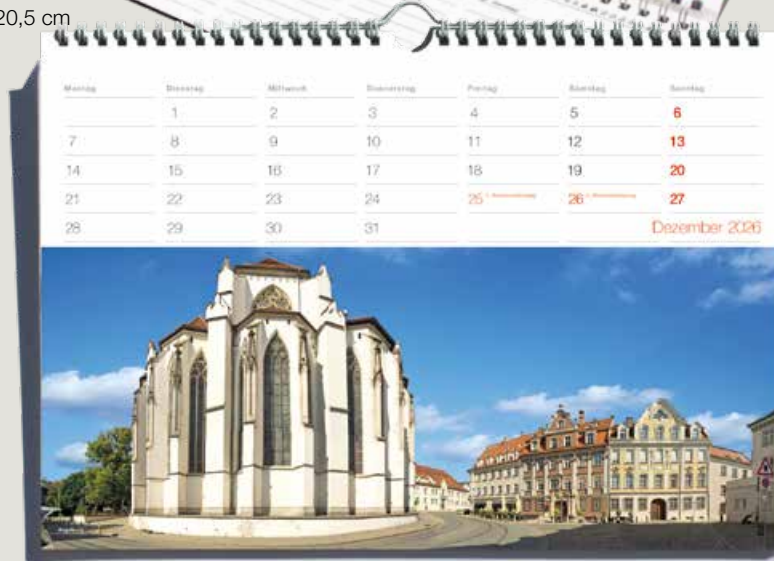 20,5 cm
Montag Dienstag Mittwoch Donnerstag Freitag Samstag Sonntag
1 2 3 4 5 6
7 8 9 10 11 12 13
14 15 16 17 18 19 20
21 22 23 24 25 26 27
28 29 30 31 Dezember 2026